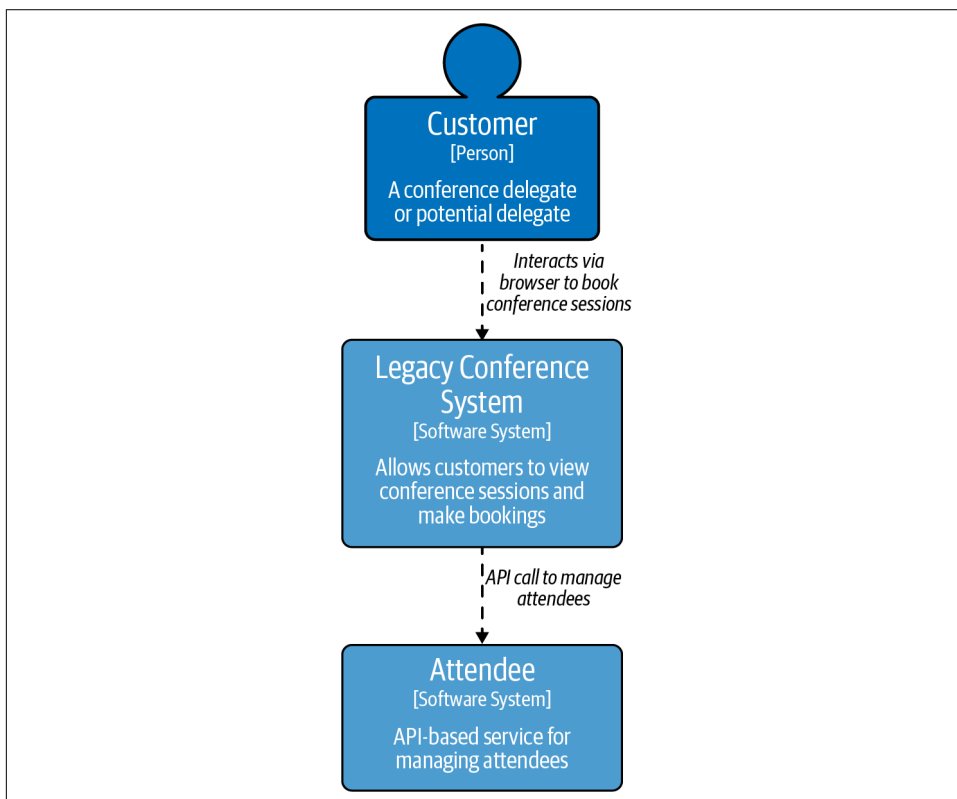 Customer
[Person]
A conference delegate
or potential delegate
Interacts via
browser to book
conference sessions
Legacy Conference
System
[Software System]
Allows customers to view
conference sessions and
make bookings
API call to manage
attendees
Attendee
[Software System]
API-based service for
managing attendees